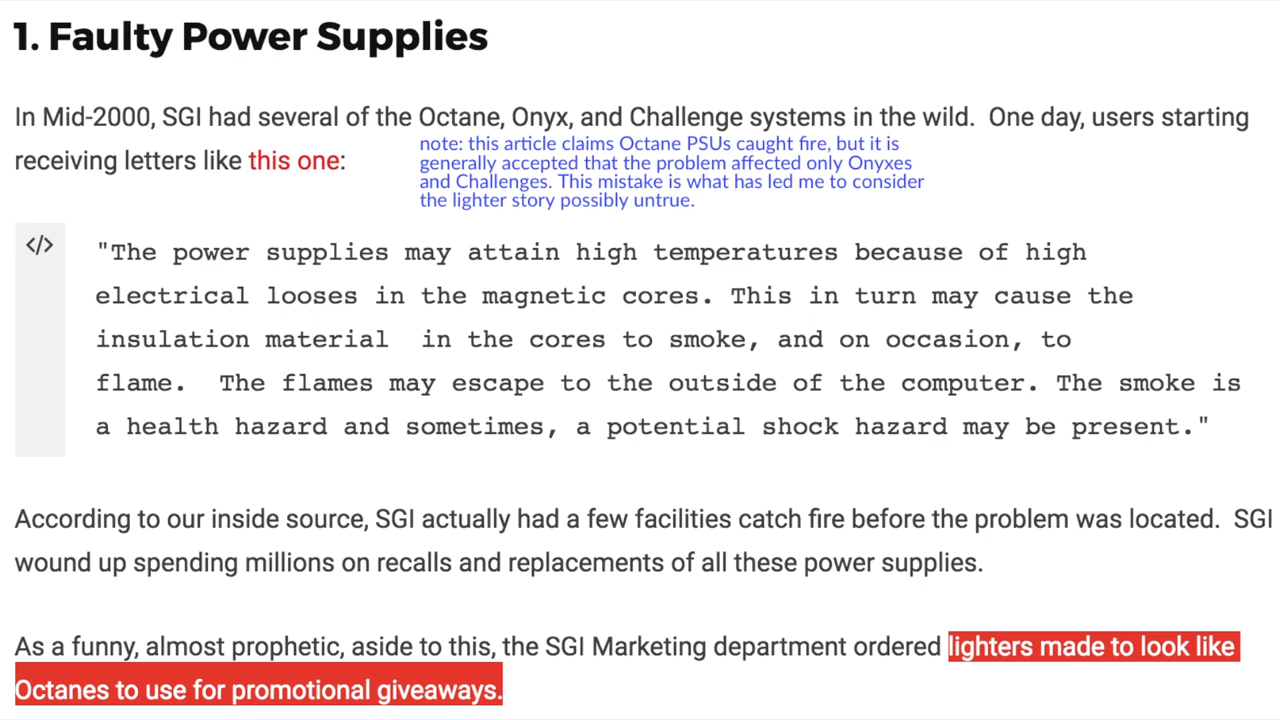 1. Faulty Power Supplies
In Mid-2000, SGI had several of the Octane, Onyx, and Challenge systems in the wild.  One day, users starting
receiving letters like this one:
note: this article claims Octane PSUs caught fire, but it is
generally accepted that the problem affected only Onyxes
and Challenges. This mistake is what has led me to consider
the lighter story possibly untrue.
</>
"The power supplies may attain high temperatures because of high
electrical looses in the magnetic cores. This in turn may cause the
insulation material  in the cores to smoke, and on occasion, to
flame.  The flames may escape to the outside of the computer. The smoke is
a health hazard and sometimes, a potential shock hazard may be present."
According to our inside source, SGI actually had a few facilities catch fire before the problem was located.  SGI
wound up spending millions on recalls and replacements of all these power supplies.
As a funny, almost prophetic, aside to this, the SGI Marketing department ordered lighters made to look like
Octanes to use for promotional giveaways.